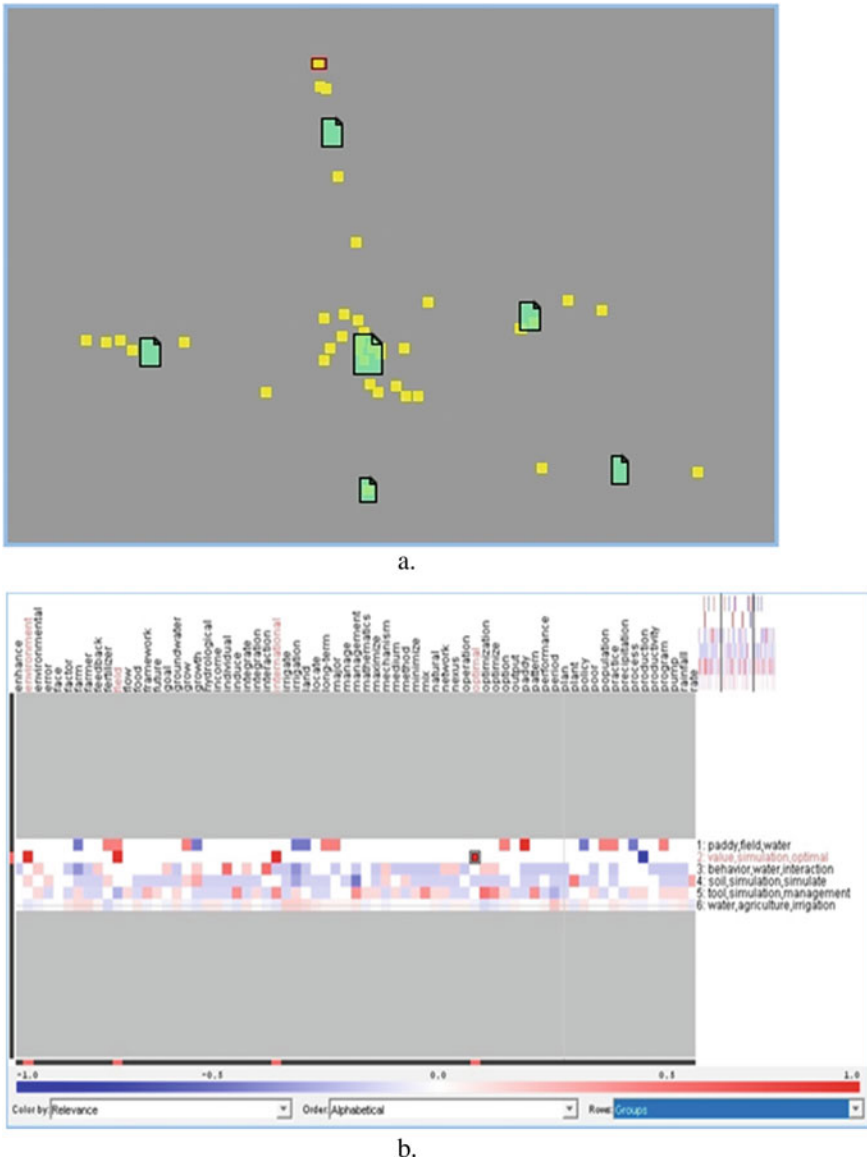 a.
enhance
environment
environmental
error
face
factor
farm
farmer
feedback
fertilizer
field
flow
food
framework
future
goal
groundwater
grow
growth
hydrological
income
individual
induce
integrate
integration
interaction
international
irrigate
irrigation
land
locate
long-term
major
manage
management
mathematics
maximize
mechanism
medium
method
minimize
mix
natural
network
nexus
operation
optimal
optimization
optimize
option
output
paddy
pattern
performance
period
plan
plant
policy
poor
population
practice
precipitation
process
production
productivity
program
pump
rainfall
rate
1: paddy,field,water
2: value,simulation,optimal
3: behavior,water,interaction
4: soil,simulation,simulate
5: tool,simulation,management
6: water,agriculture,irrigation
-1.0 -0.5 0.0 0.5 1.0
Color by: Relevance Order: Alphabetical Rows: Groups
b.